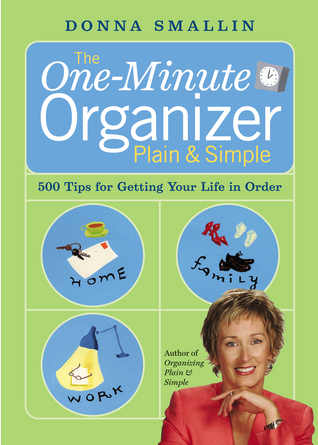 DONNA SMALLIN
The
One-Minute
Organizer
Plain & Simple
500 Tips for Getting Your Life in Order
HOME
FAMILY
WORK
Author of
Organizing
Plain &
Simple